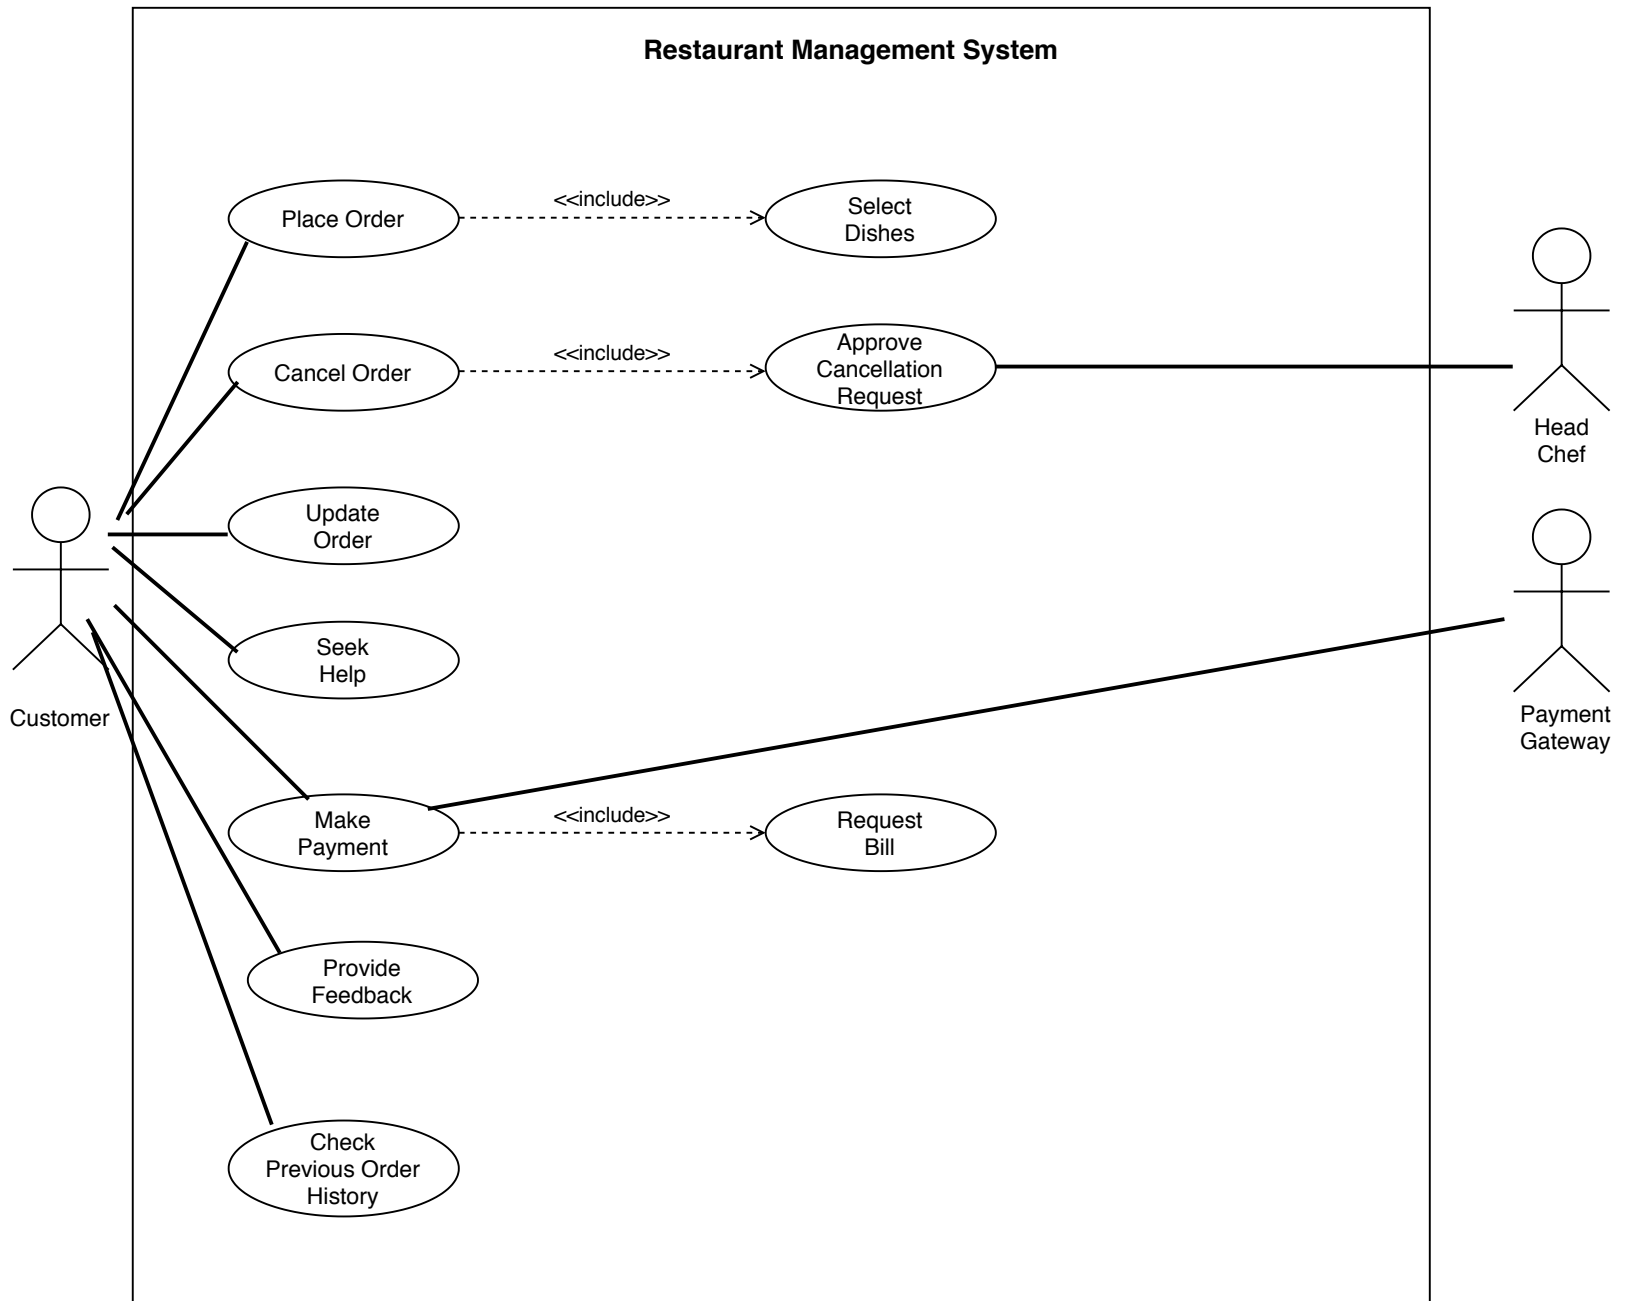 Restaurant Management System
Place Order
<<include>>
Select
Dishes
Cancel Order
<<include>>
Approve
Cancellation
Request
Head
Chef
Update
Order
Seek
Help
Customer
Payment
Gateway
Make
Payment
<<include>>
Request
Bill
Provide
Feedback
Check
Previous Order
History